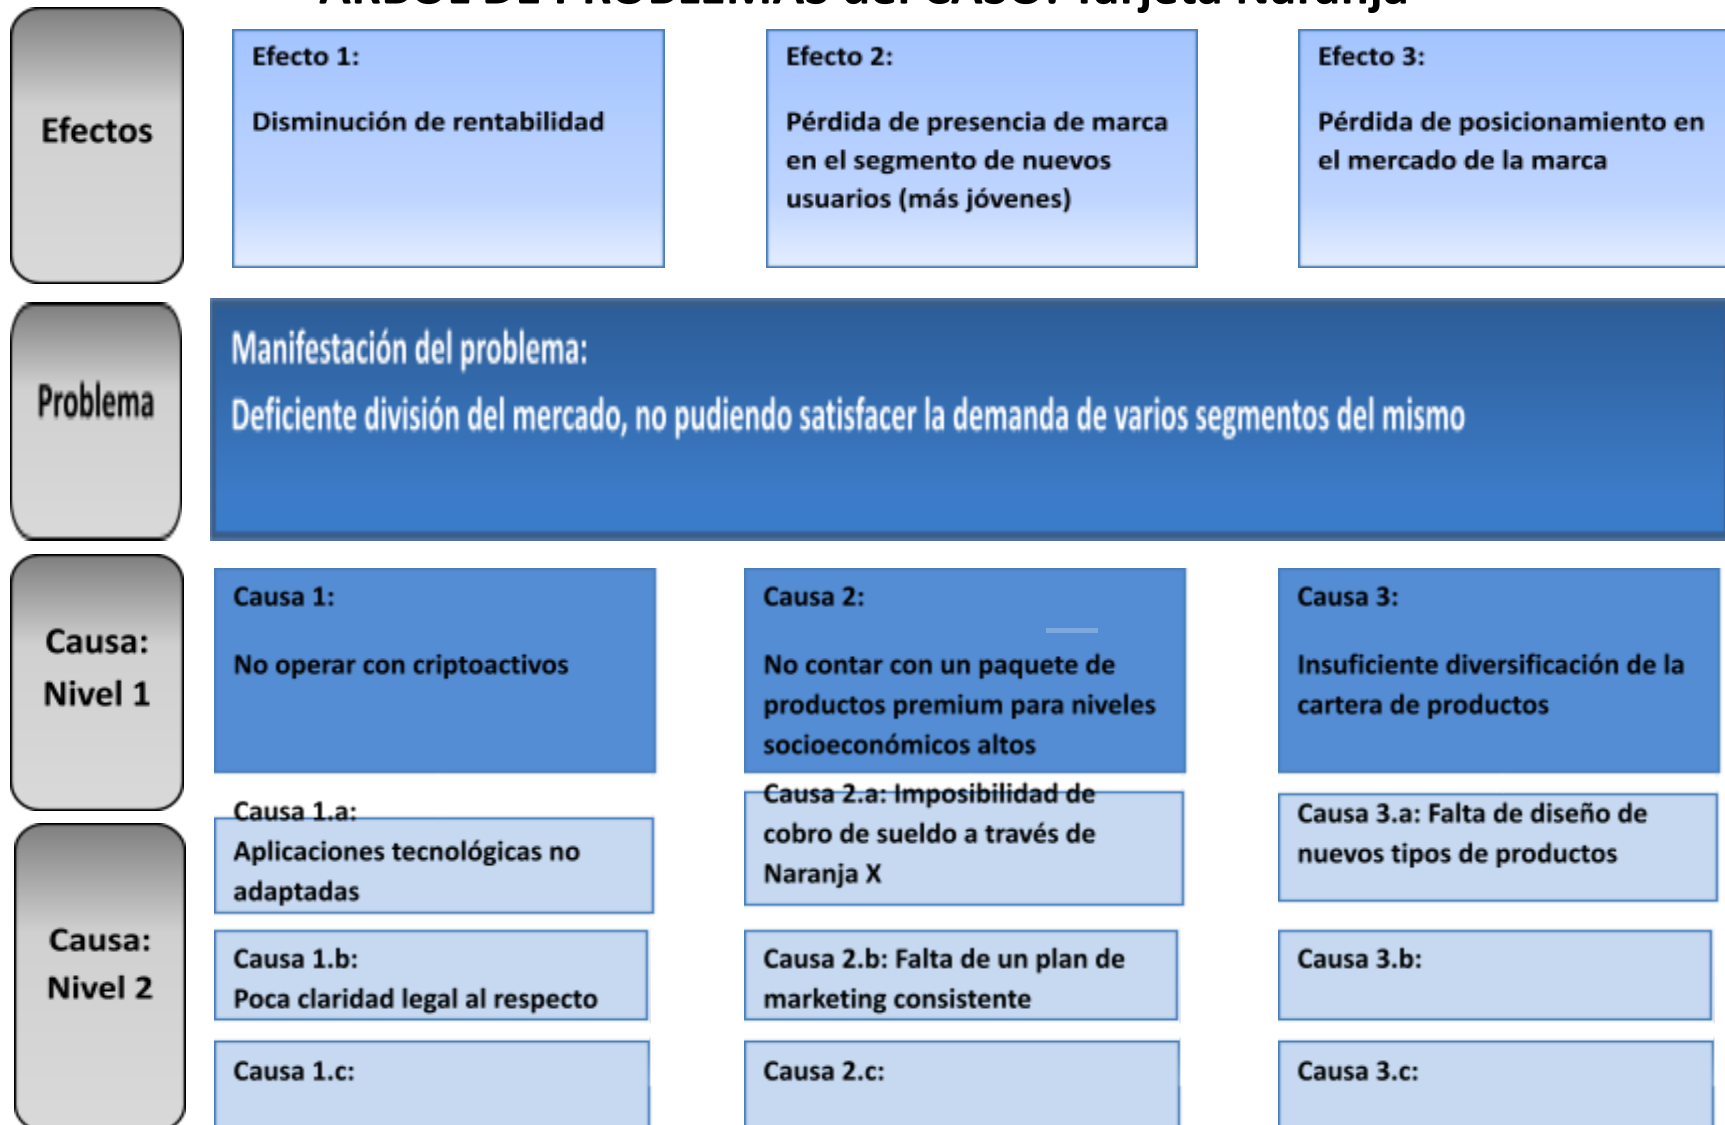 ÁRBOL DE PROBLEMAS del CASO: Tarjeta Naranja
Efectos
Efecto 1:
Disminución de rentabilidad
Efecto 2:
Pérdida de presencia de marca
en el segmento de nuevos
usuarios (más jóvenes)
Efecto 3:
Pérdida de posicionamiento en
el mercado de la marca
Problema
Manifestación del problema:
Deficiente división del mercado, no pudiendo satisfacer la demanda de varios segmentos del mismo
Causa:
Nivel 1
Causa 1:
No operar con criptoactivos
Causa 2:
No contar con un paquete de
productos premium para niveles
socioeconómicos altos
Causa 3:
Insuficiente diversificación de la
cartera de productos
Causa:
Nivel 2
Causa 1.a:
Aplicaciones tecnológicas no
adaptadas
Causa 2.a: Imposibilidad de
cobro de sueldo a través de
Naranja X
Causa 3.a: Falta de diseño de
nuevos tipos de productos
Causa 1.b:
Poca claridad legal al respecto
Causa 2.b: Falta de un plan de
marketing consistente
Causa 3.b:
Causa 1.c:
Causa 2.c:
Causa 3.c: